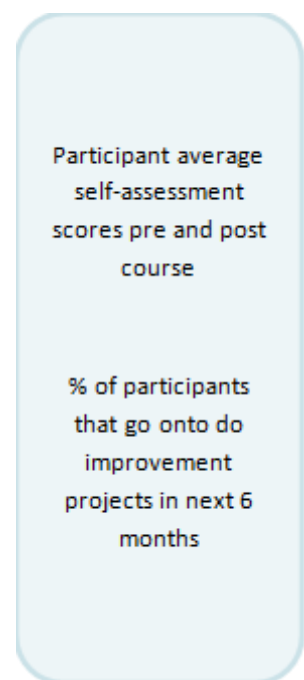 Participant average
self-assessment
scores pre and post
course
% of participants
that go onto do
improvement
projects in next 6
months